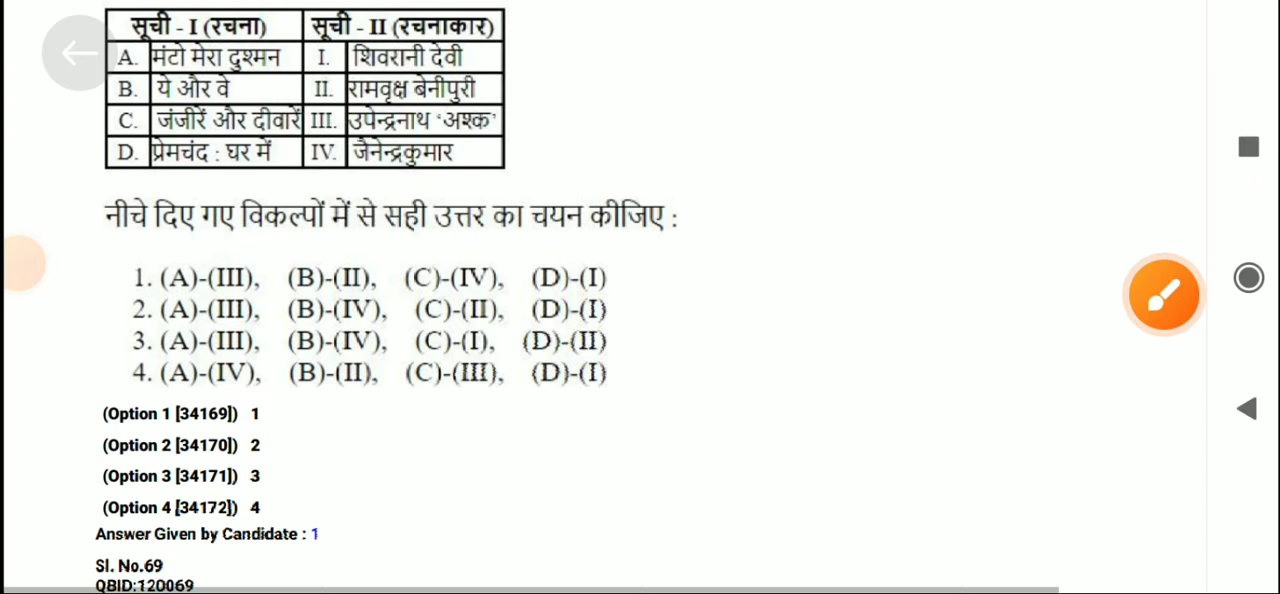 सूची - I (रचना) सूची - II (रचनाकार)
A. मंटो मेरा दुश्मन I. शिवरानी देवी
B. ये और वे II. रामवृक्ष बेनीपुरी
C. जंजीरें और दीवारें III. उपेन्द्रनाथ ‘अश्क’
D. प्रेमचंद : घर में IV. जैनेन्द्रकुमार
नीचे दिए गए विकल्पों में से सही उत्तर का चयन कीजिए :
1. (A)-(III), (B)-(II), (C)-(IV), (D)-(I)
2. (A)-(III), (B)-(IV), (C)-(II), (D)-(I)
3. (A)-(III), (B)-(IV), (C)-(I), (D)-(II)
4. (A)-(IV), (B)-(II), (C)-(III), (D)-(I)
(Option 1 [34169]) 1
(Option 2 [34170]) 2
(Option 3 [34171]) 3
(Option 4 [34172]) 4
Answer Given by Candidate : 1
Sl. No.69
QBID:120069